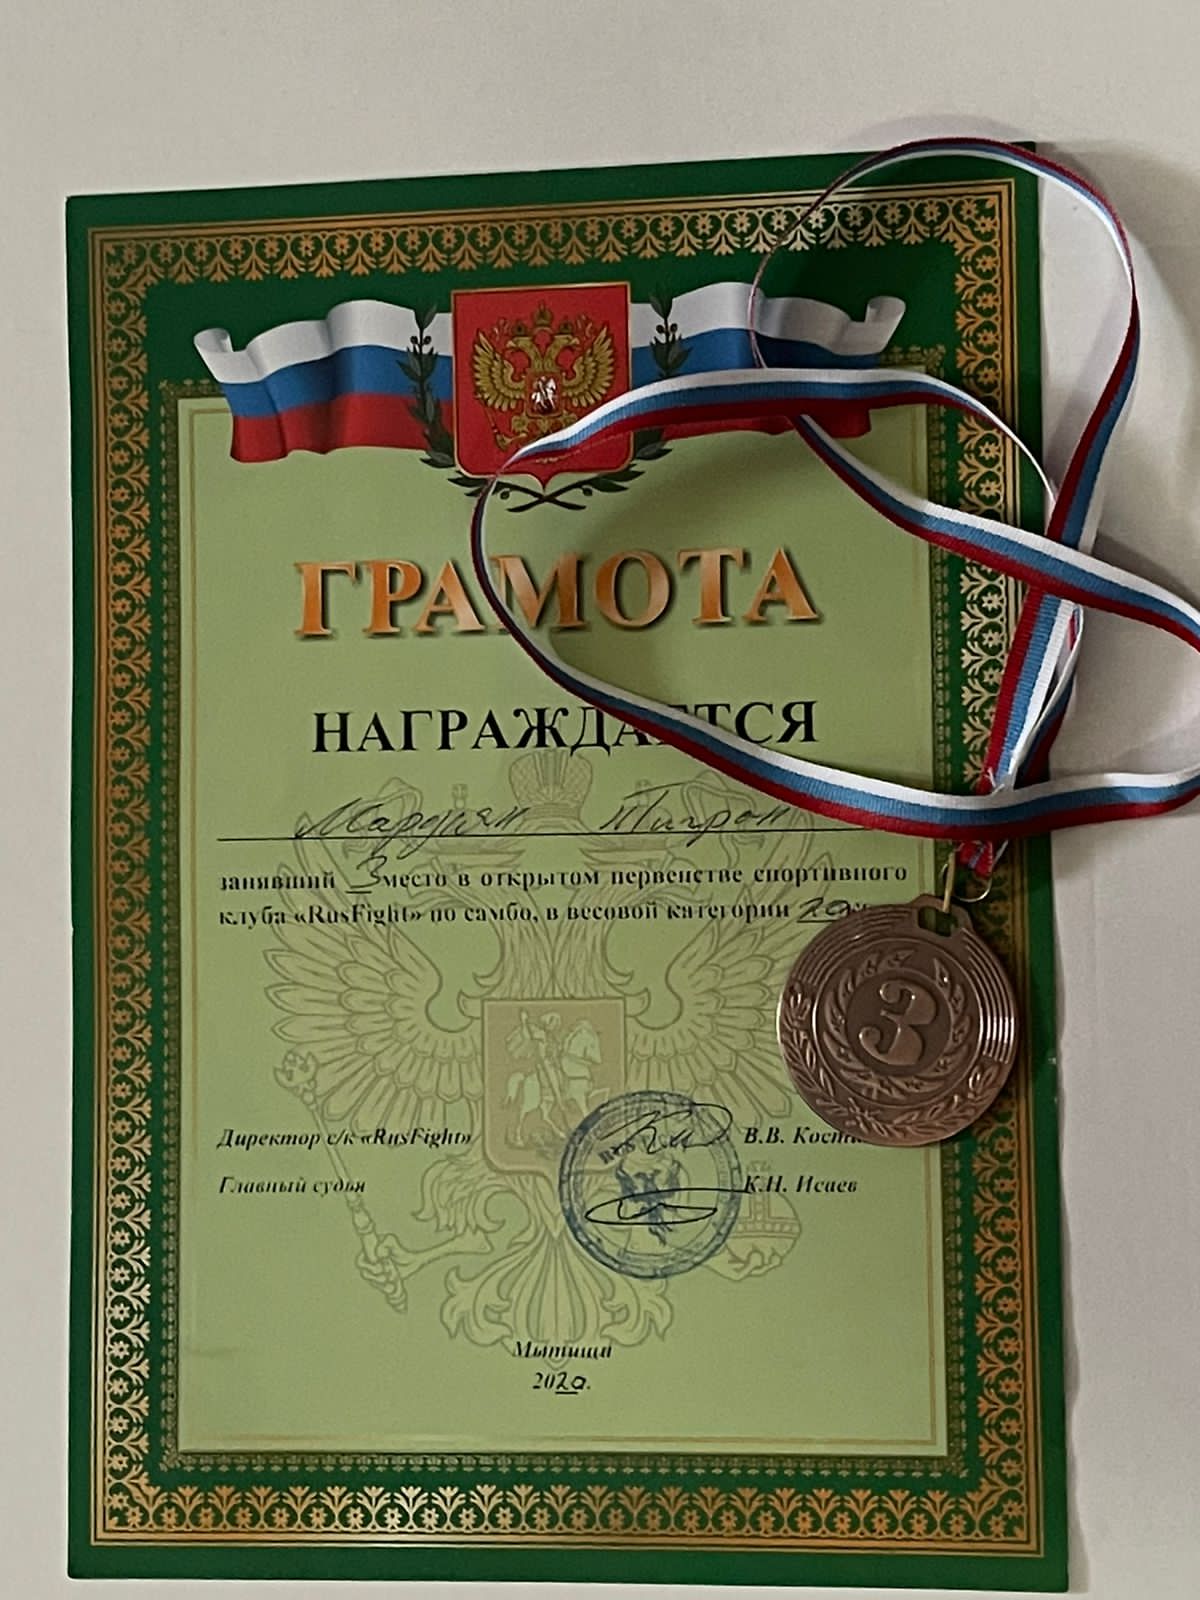 ГРАМОТА
НАГРАЖДАЕТСЯ
Тигран
занявший 3 место в открытом первенстве спортивного
клуба «RusFight» по самбо, в весовой категории
3
Директор с/к «RusFight» В.В.
Главный судья К.Н. Исаев
Мытищи
2020.